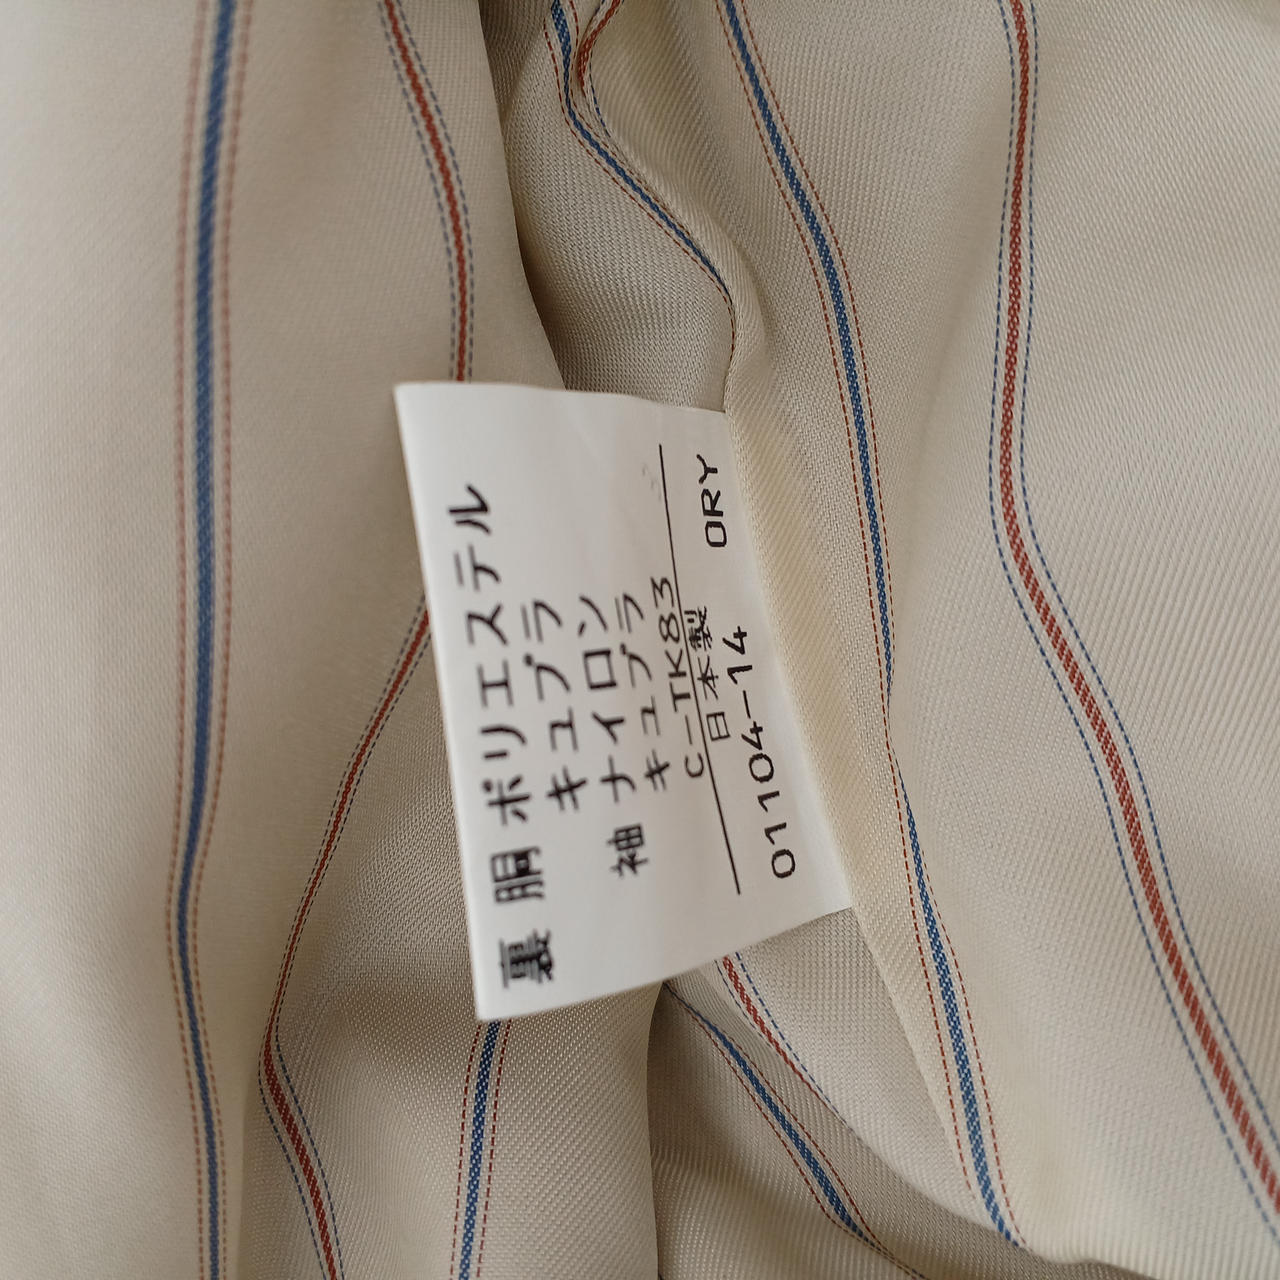 裏 胴 ポリエステル
キュプラ
袖 ナイロン
キュプラ
C-TK83
日本製
01104-14 ORY